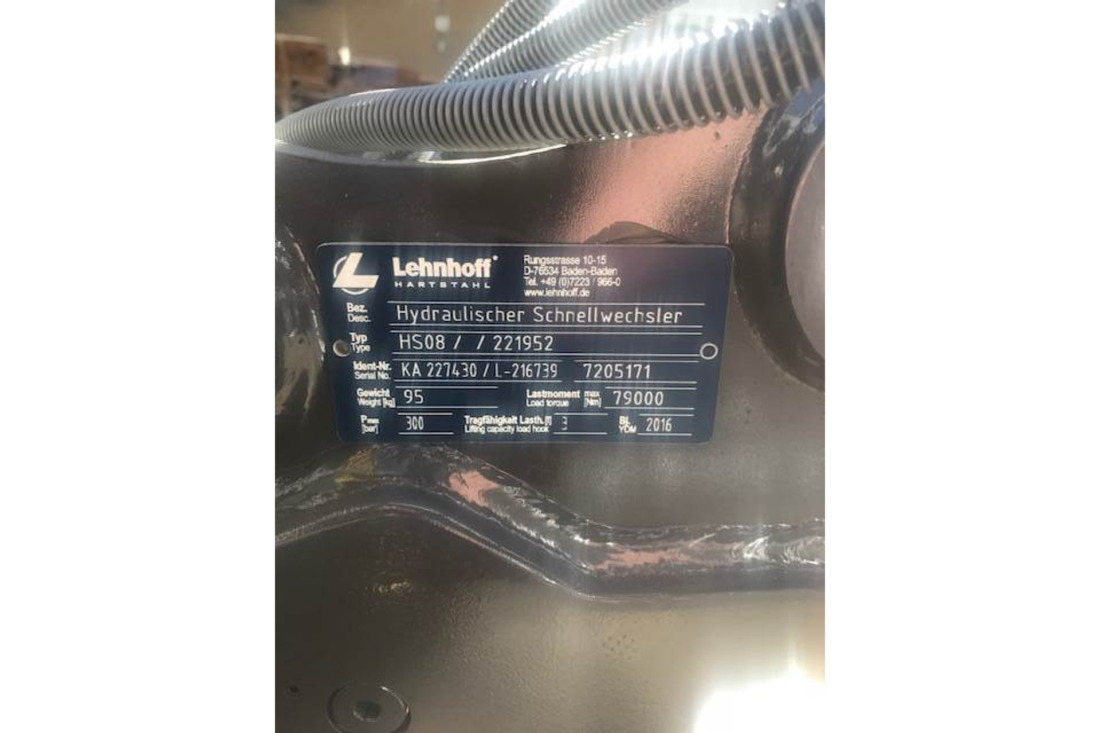 Lehnhoff®
HARTSTAHL
Rungsstrasse 10-15
D-76534 Baden-Baden
Tel. +49 (0)7223 / 966-0
www.lehnhoff.de
Bez.
Desc.
Hydraulischer Schnellwechsler
Typ
Type
HS08 / / 221952
Ident-Nr.
Serial No.
KA 227430 / L-216739 7205171
Gewicht
Weight [kg]
95
Lastmoment
Load torque
max
[Nm]
79000
Pmax
[bar]
300
Tragfähigkeit Lasth.[t]
Lifting capacity load hook
3
BJ.
YOM
2016